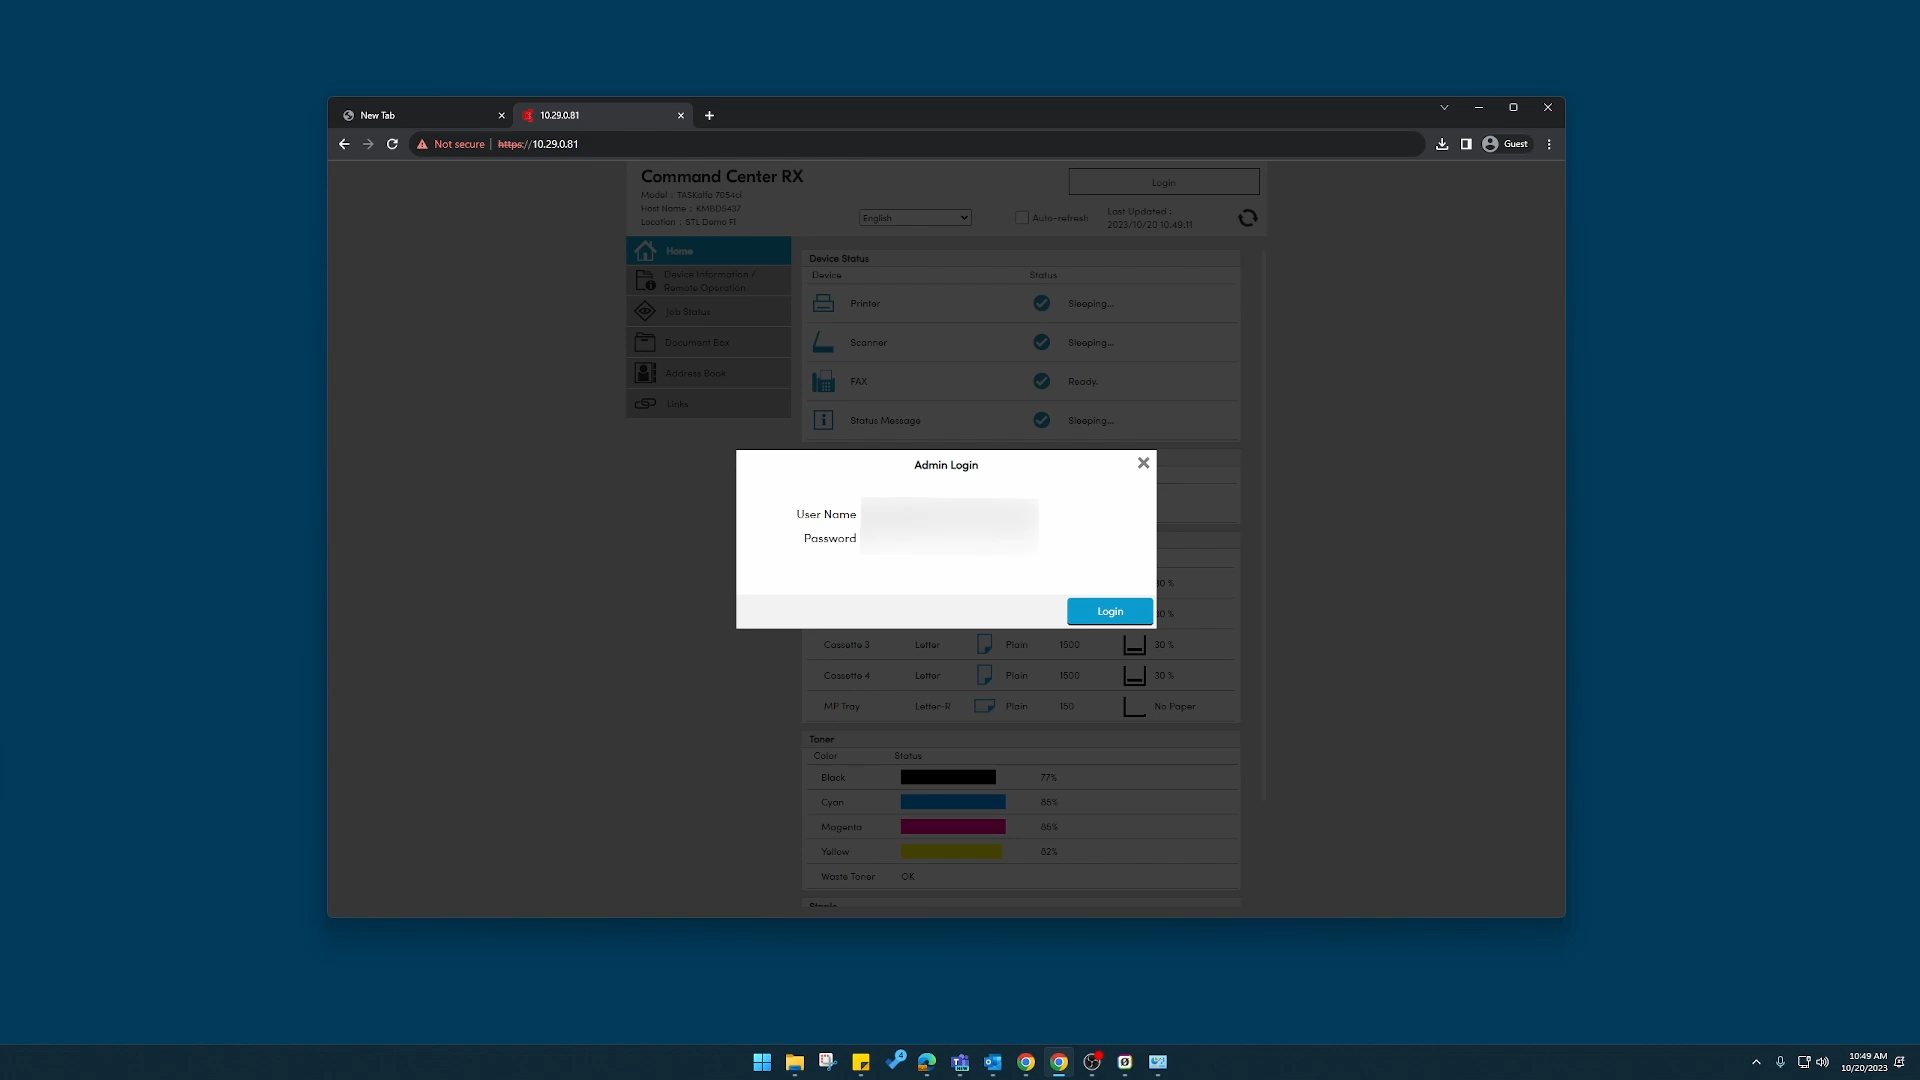 New Tab
10.29.0.81
Not secure | https://10.29.0.81
Guest
Command Center RX
Model : TASKalfa 7054ci
Host Name : KMBD5437
Location : STL Demo Fl
Login
English
Auto-refresh
Last Updated :
2023/10/20 10:49:11
Home
Device Information /
Remote Operation
Job Status
Document Box
Address Book
Links
Device Status
Device Status
Printer Sleeping...
Scanner Sleeping...
FAX Ready.
Status Message Sleeping...
Admin Login
User Name
Password
Login
Cassette 3 Letter Plain 1500 30 %
Cassette 4 Letter Plain 1500 30 %
MP Tray Letter-R Plain 150 No Paper
Toner
Color Status
Black 77%
Cyan 85%
Magenta 85%
Yellow 82%
Waste Toner OK
Staple
4
10:49 AM
10/20/2023